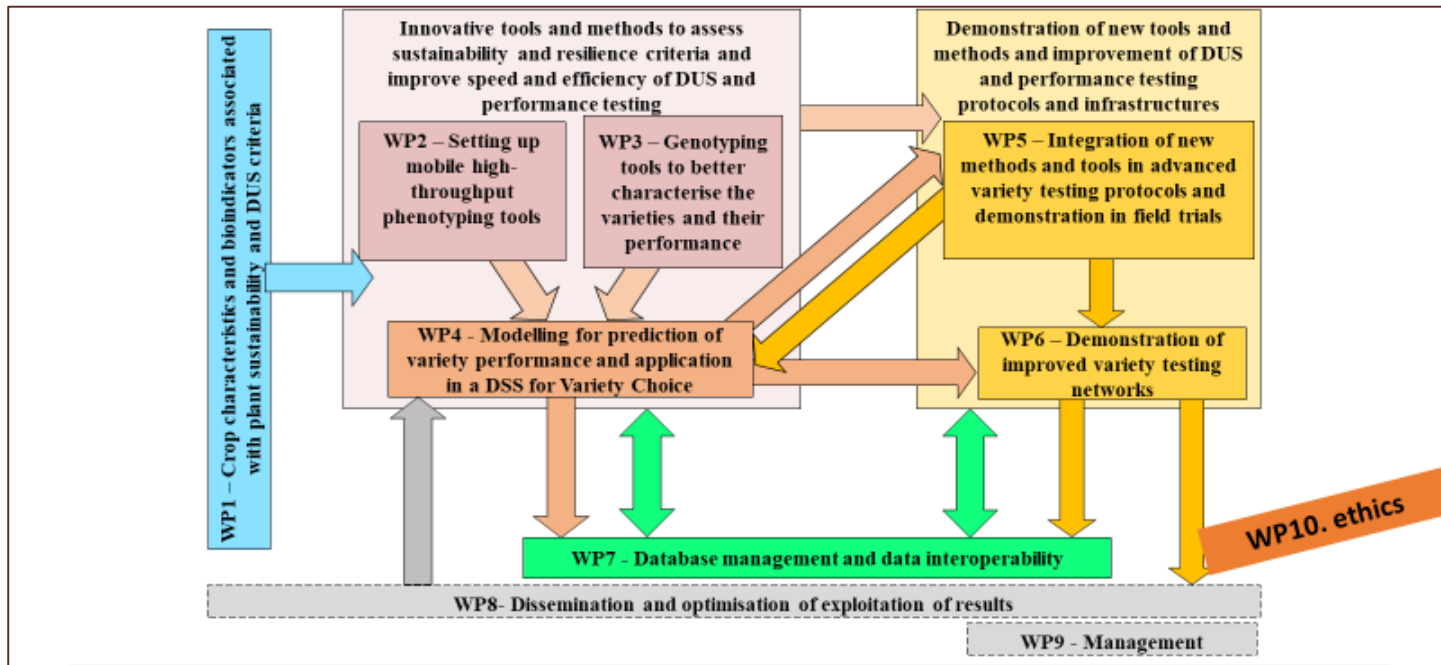 WP1 – Crop characteristics and bioindicators associated
with plant sustainability and DUS criteria
Innovative tools and methods to assess
sustainability and resilience criteria and
improve speed and efficiency of DUS and
performance testing
WP2 – Setting up
mobile high-
throughput
phenotyping tools
WP3 – Genotyping
tools to better
characterise the
varieties and their
performance
WP4 - Modelling for prediction of
variety performance and application
in a DSS for Variety Choice
Demonstration of new tools and
methods and improvement of DUS
and performance testing
protocols and infrastructures
WP5 – Integration of new
methods and tools in advanced
variety testing protocols and
demonstration in field trials
WP6 – Demonstration of
improved variety testing
networks
WP7 - Database management and data interoperability
WP10. ethics
WP8- Dissemination and optimisation of exploitation of results
WP9 - Management